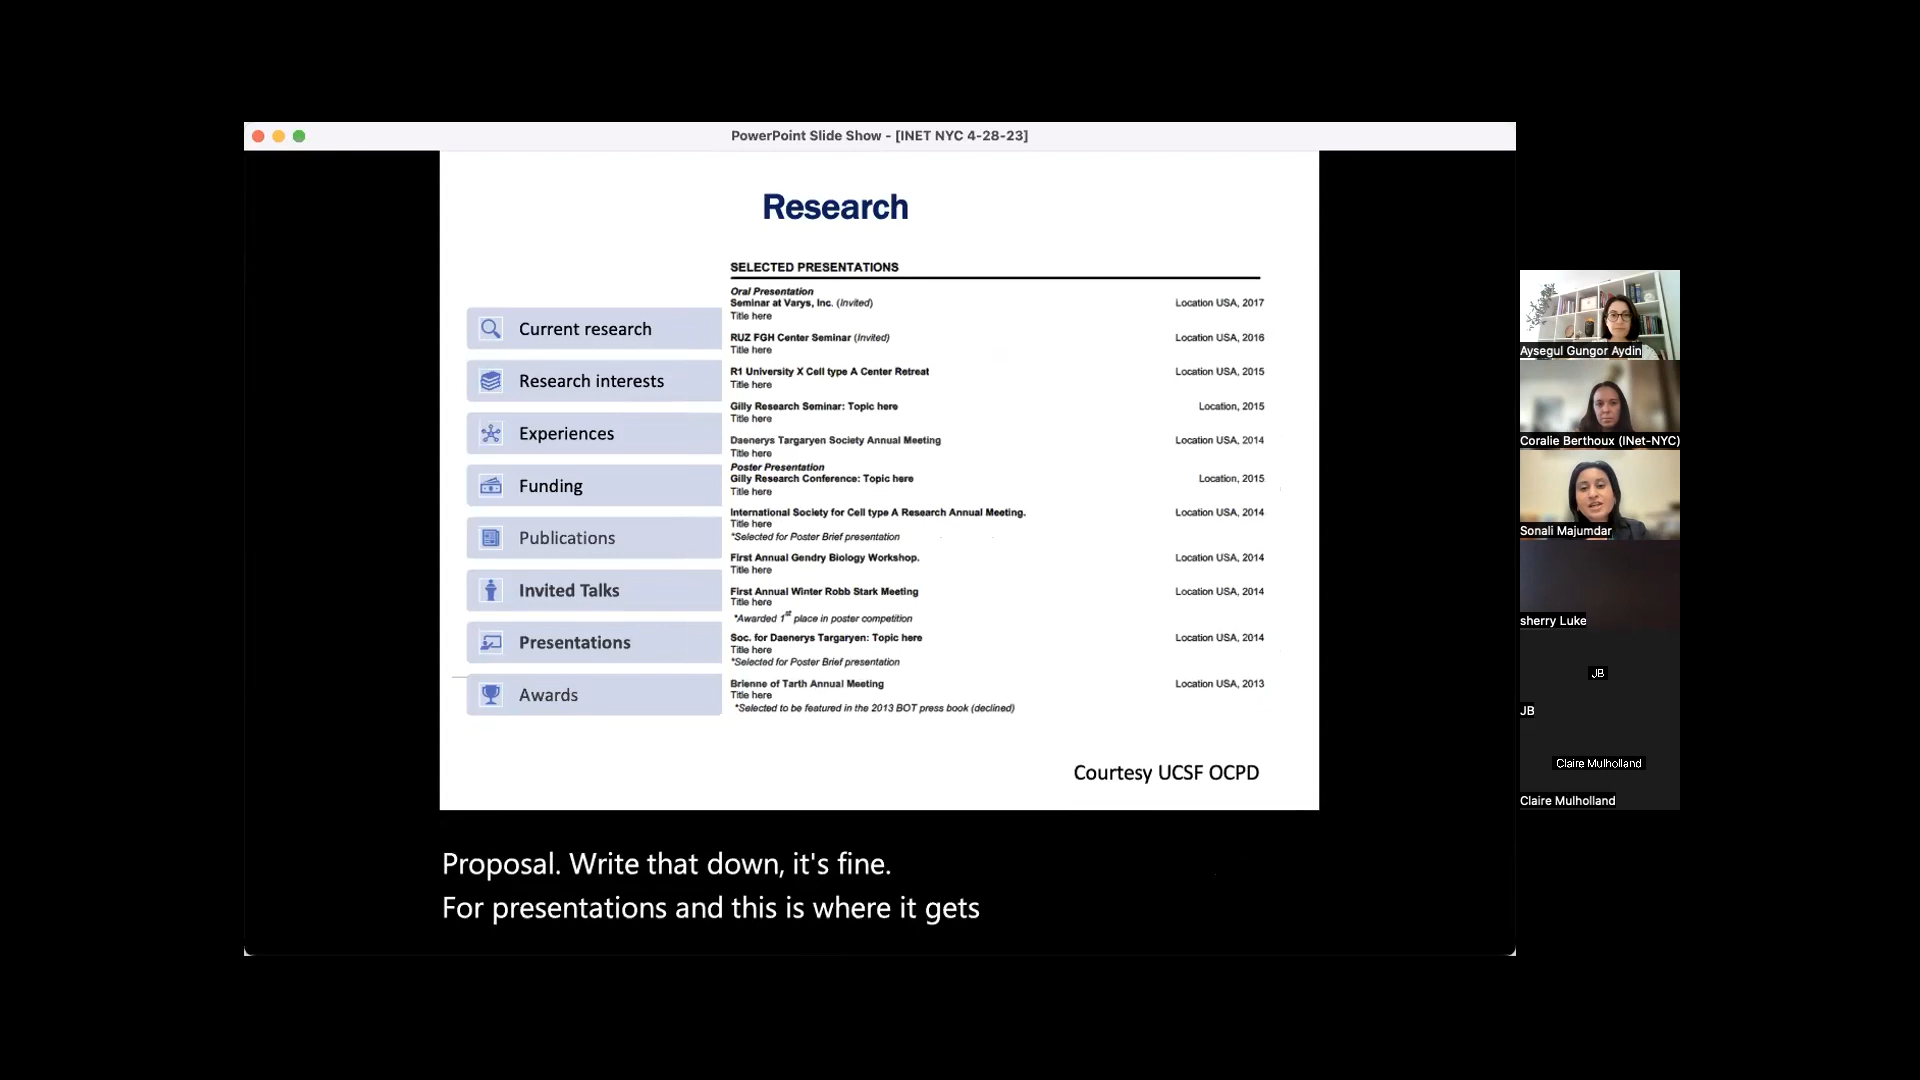 PowerPoint Slide Show - [INET NYC 4-28-23]
Research
Current research
Research interests
Experiences
Funding
Publications
Invited Talks
Presentations
Awards
SELECTED PRESENTATIONS
Oral Presentation
Seminar at Varys, Inc. (Invited) Location USA, 2017
Title here
RUZ FGH Center Seminar (Invited) Location USA, 2016
Title here
R1 University X Cell type A Center Retreat Location USA, 2015
Title here
Gilly Research Seminar: Topic here Location, 2015
Title here
Daenerys Targaryen Society Annual Meeting Location USA, 2014
Title here
Poster Presentation
Gilly Research Conference: Topic here Location, 2015
Title here
International Society for Cell type A Research Annual Meeting. Location USA, 2014
Title here
*Selected for Poster Brief presentation
First Annual Gendry Biology Workshop. Location USA, 2014
Title here
First Annual Winter Robb Stark Meeting Location USA, 2014
Title here
*Awarded 1st place in poster competition
Soc. for Daenerys Targaryen: Topic here Location USA, 2014
Title here
*Selected for Poster Brief presentation
Brienne of Tarth Annual Meeting Location USA, 2013
Title here
*Selected to be featured in the 2013 BOT press book (declined)
Courtesy UCSF OCPD
Proposal. Write that down, it's fine.
For presentations and this is where it gets
Aysegul Gungor Aydin
Coralie Berthoux (INet-NYC)
Sonali Majumdar
sherry Luke
JB
JB
Claire Mulholland
Claire Mulholland